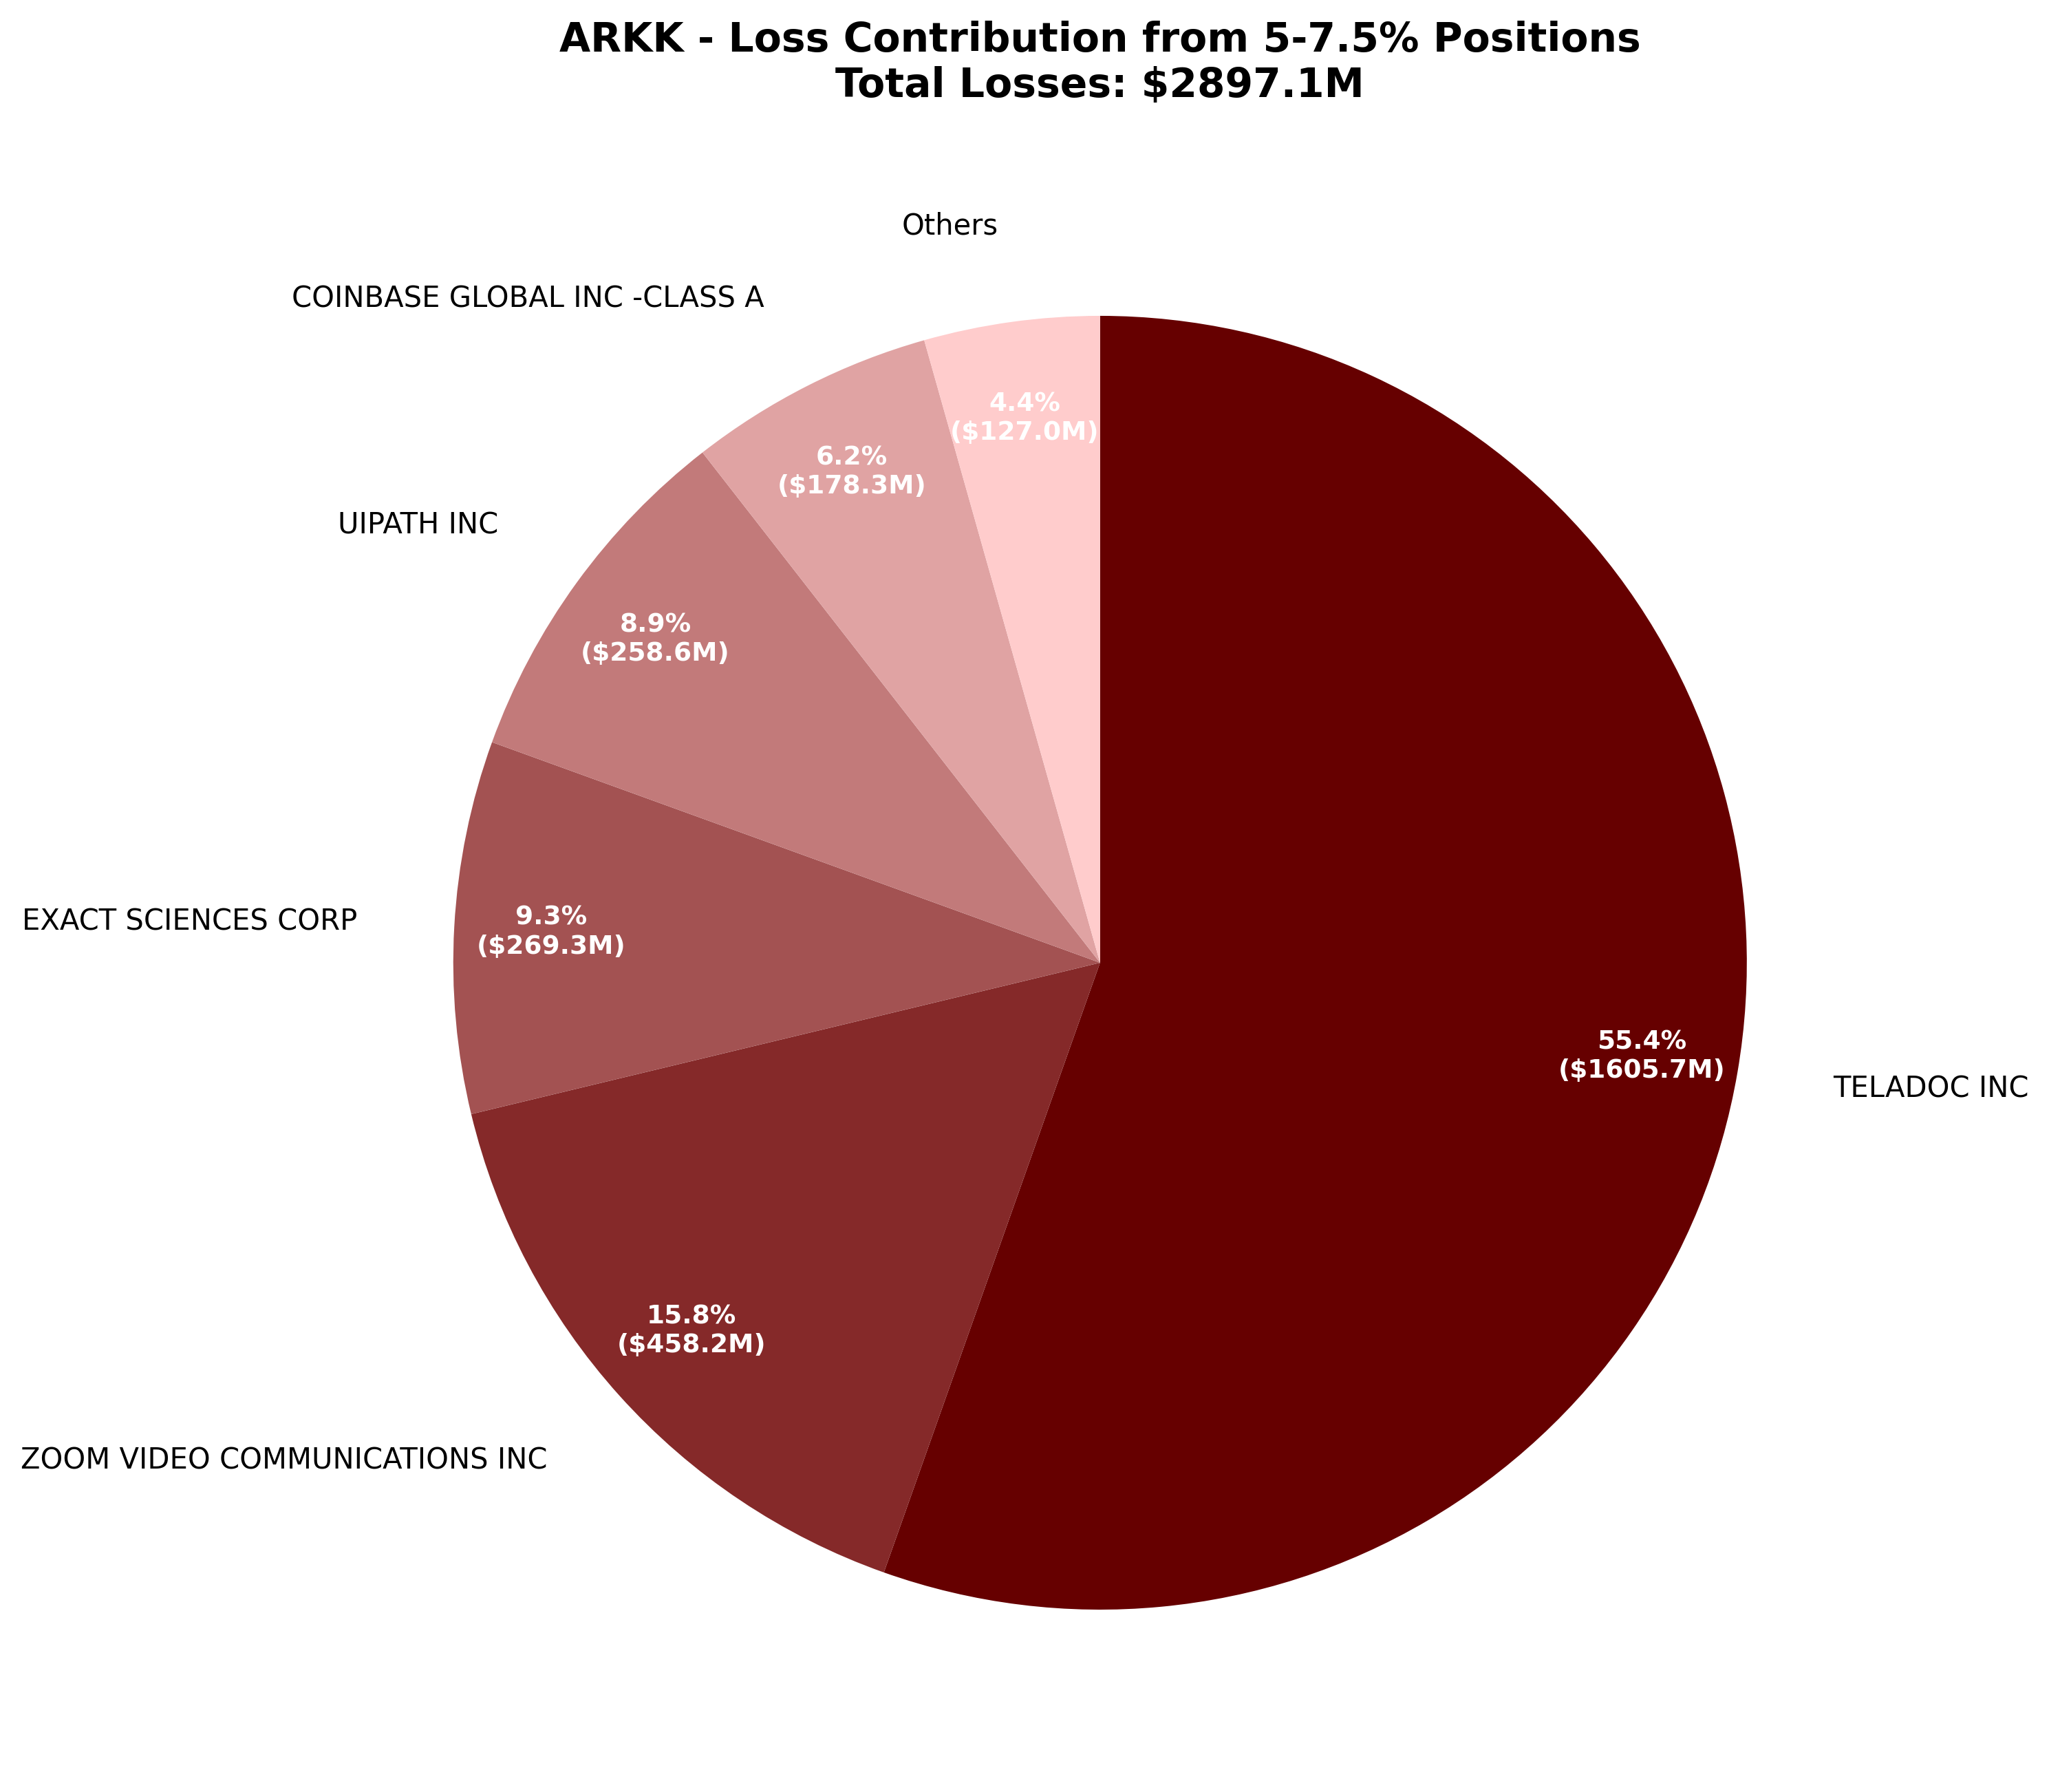 ARKK - Loss Contribution from 5-7.5% Positions
Total Losses: $2897.1M
Others
COINBASE GLOBAL INC -CLASS A
4.4%
($127.0M)
6.2%
($178.3M)
UIPATH INC
8.9%
($258.6M)
EXACT SCIENCES CORP
9.3%
($269.3M)
55.4%
($1605.7M)
TELADOC INC
15.8%
($458.2M)
ZOOM VIDEO COMMUNICATIONS INC